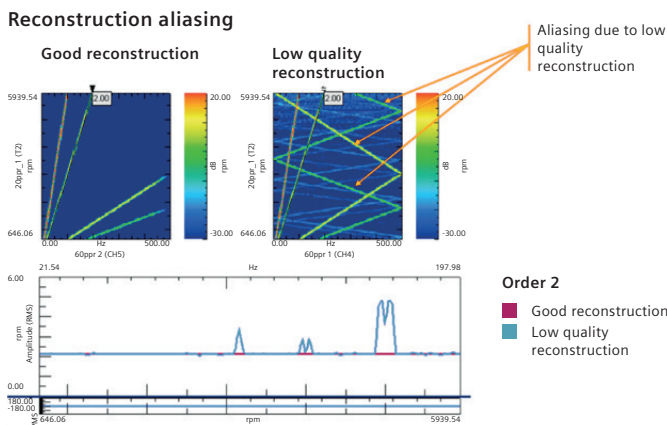 Reconstruction aliasing
Aliasing due to low
quality
reconstruction
Good reconstruction
Low quality
reconstruction
5939.54
2.00
20.00
20pr_1 (T2)
rpm
dB
rpm
646.06
-30.00
0.00
Hz
500.00
60ppr 2 (CH5)
5939.54
2.00
20.00
20pr_1 (T2)
rpm
dB
rpm
646.06
-30.00
0.00
Hz
500.00
60ppr 1 (CH4)
21.54
Hz
197.98
6.00
rpm
Amplitude (RMS)
0.00
180.00
-180.00
646.06
rpm
5939.54
Order 2
Good reconstruction
Low quality
reconstruction